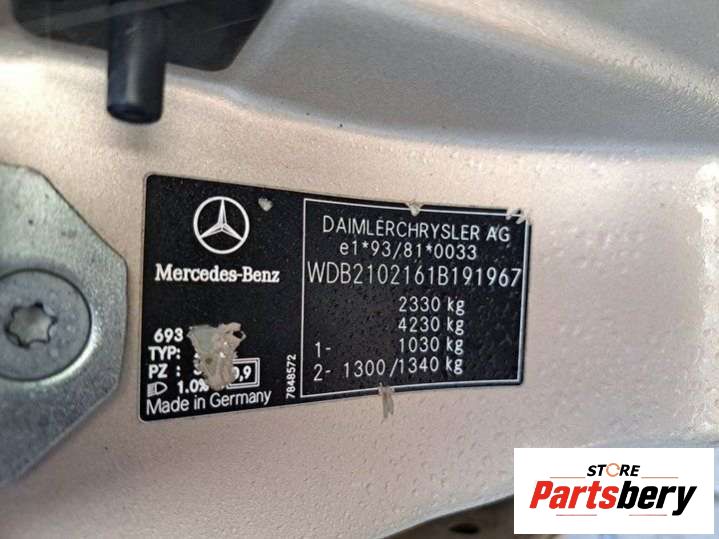 Mercedes-Benz
DAIMLERCHRYSLER AG
e1*93/81*0033
WDB2102161B191967
2330 kg
4230 kg
1- 1030 kg
2- 1300/1340 kg
693
TYP:
PZ :
1.0%
Made in Germany
7848572
STORE
Partsbery